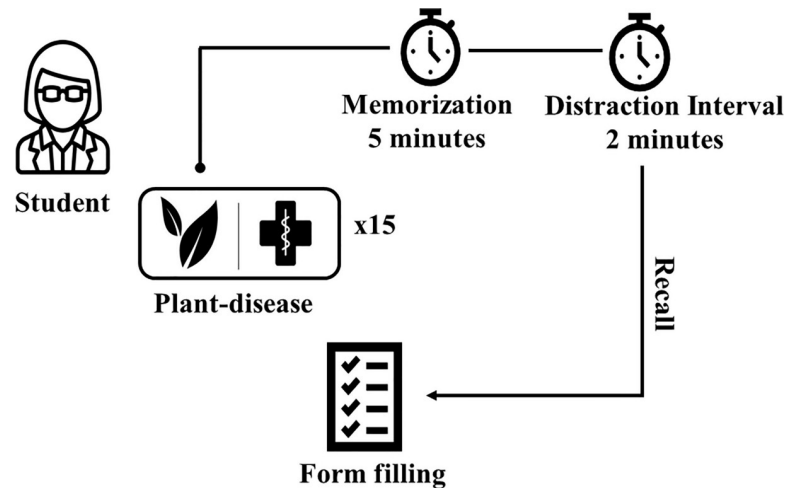 Memorization
5 minutes
Distraction Interval
2 minutes
Student
x15
Plant-disease
Recall
Form filling